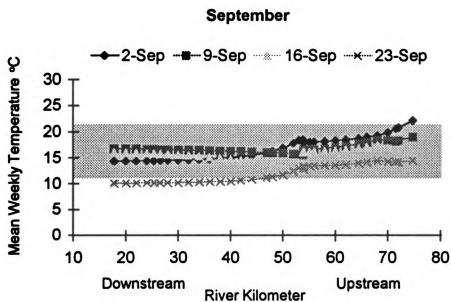 September
2-Sep 9-Sep 16-Sep 23-Sep
Mean Weekly Temperature ºC
30
25
20
15
10
5
0
10 20 30 40 50 60 70 80
Downstream River Kilometer Upstream